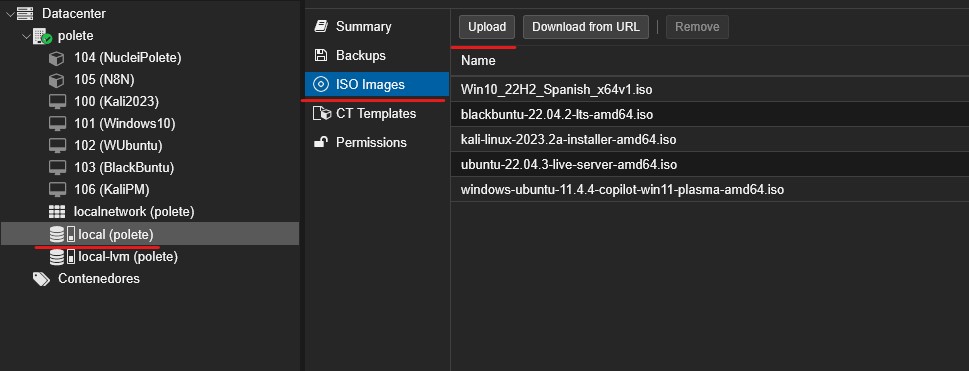 Datacenter
polete
104 (NucleiPolete)
105 (N8N)
100 (Kali2023)
101 (Windows10)
102 (WUbuntu)
103 (BlackBuntu)
106 (KaliPM)
localnetwork (polete)
local (polete)
local-lvm (polete)
Contenedores
Summary
Backups
ISO Images
CT Templates
Permissions
Upload Download from URL Remove
Name
Win10_22H2_Spanish_x64v1.iso
blackbuntu-22.04.2-lts-amd64.iso
kali-linux-2023.2a-installer-amd64.iso
ubuntu-22.04.3-live-server-amd64.iso
windows-ubuntu-11.4.4-copilot-win11-plasma-amd64.iso